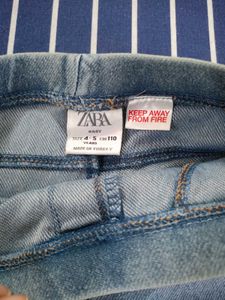 ZARA
BABY
SIZE 4 - 5 CM 110
YEARS
MADE IN TURKEY
KEEP AWAY
FROM FIRE